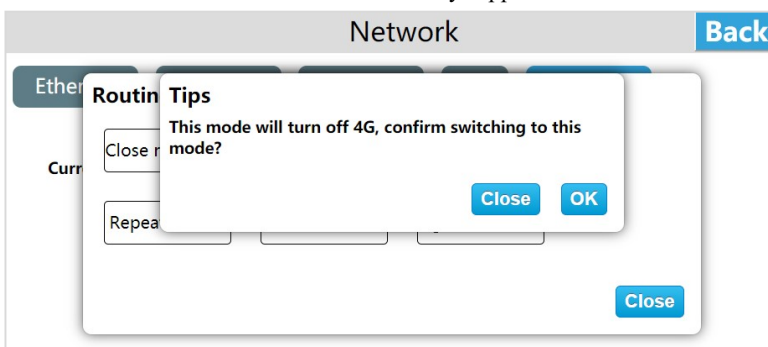 Network
Back
Ether
Routin
Tips
This mode will turn off 4G, confirm switching to this
mode?
Close r
Curr
Close
OK
Repea
Close